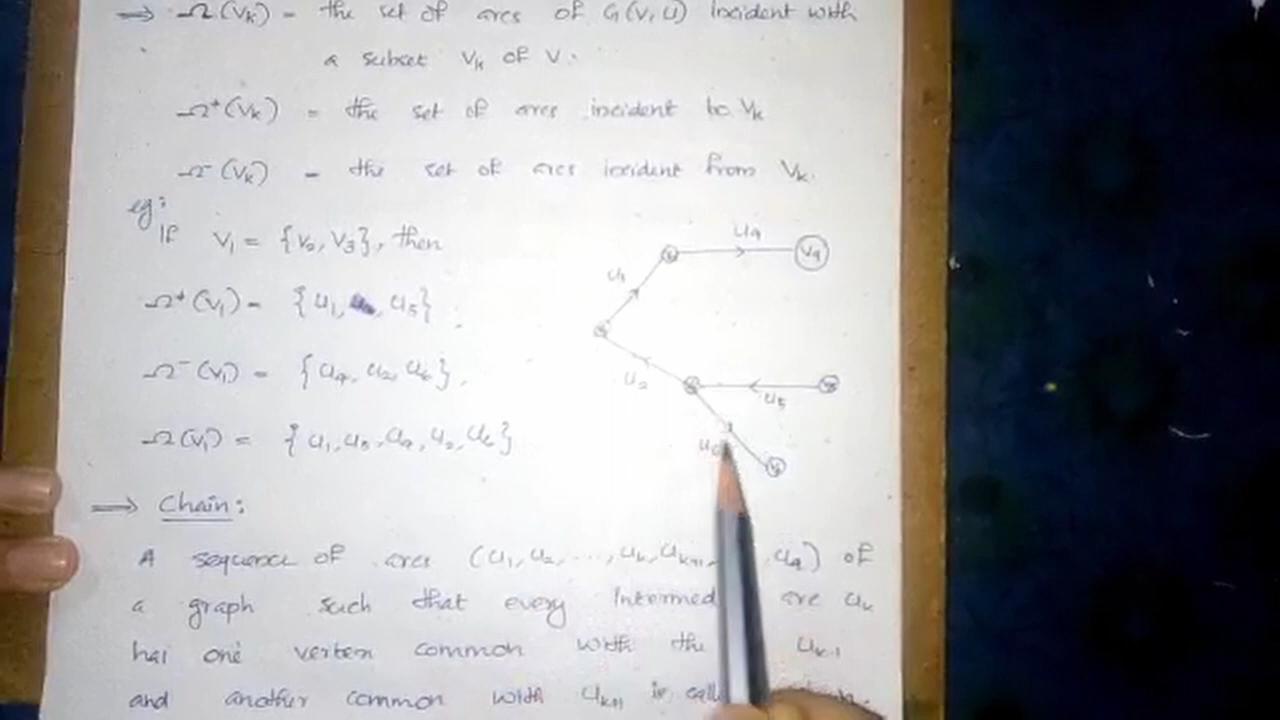 ⟹ Ω(Vk) - the set of arcs of G(V,U) incident with
a subset Vk of V.
Ω⁺(Vk) - the set of arcs incident to Vk
Ω⁻(Vk) - the set of arcs incident from Vk.
eg:
If V1 = {V2, V3}, then
Ω⁺(V1) = {U1, U5}
Ω⁻(V1) = {U4, U2, U6}.
Ω(V1) = {U1, U5, U4, U2, U6}
U4
V4
U1
U2
U5
⟹ Chain:
A sequence of arcs (U1, U2, ..., Uk, Uk+1, Uq) of
a graph such that every Uk
has one vertex common with the Uk-1
and another common with Uk+1 is